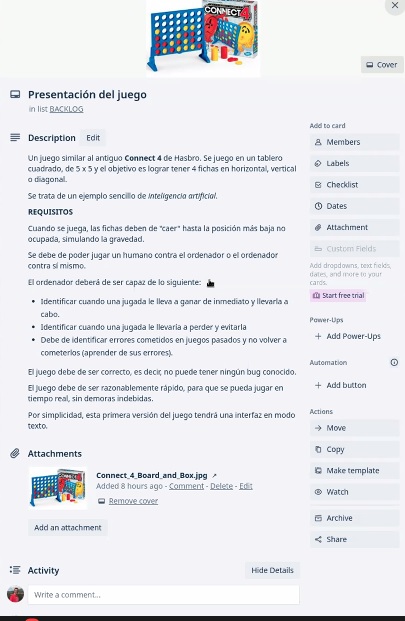 CONNECT 4
Cover
Presentación del juego
in list BACKLOG
Description
Edit
Un juego similar al antiguo Connect 4 de Hasbro. Se juego en un tablero
cuadrado, de 5 x 5 y el objetivo es lograr tener 4 fichas en horizontal, vertical
o diagonal.
Se trata de un ejemplo sencillo de inteligencia artificial.
REQUISITOS
Cuando se juega, las fichas deben de "caer" hasta la posición más baja no
ocupada, simulando la gravedad.
Se debe de poder jugar un humano contra el ordenador o el ordenador
contra sí mismo.
El ordenador deberá de ser capaz de lo siguiente:
• Identificar cuando una jugada le lleva a ganar de inmediato y llevarla a
cabo.
• Identificar cuando una jugada le llevaría a perder y evitarla
• Debe de identificar errores cometidos en juegos pasados y no volver a
cometerlos (aprender de sus errores).
El juego debe de ser correcto, es decir, no puede tener ningún bug conocido.
El juego debe de ser razonablemente rápido, para que se pueda jugar en
tiempo real, sin demoras indebidas.
Por simplicidad, esta primera versión del juego tendrá una interfaz en modo
texto.
Attachments
Connect_4_Board_and_Box.jpg ↗
Added 8 hours ago - Comment - Delete - Edit
Remove cover
Add an attachment
Activity
Hide Details
Write a comment...
Add to card
Members
Labels
Checklist
Dates
Attachment
Custom Fields
Add dropdowns, text fields,
dates, and more to your
cards.
Start free trial
Power-Ups
+ Add Power-Ups
Automation
+ Add button
Actions
Move
Copy
Make template
Watch
Archive
Share